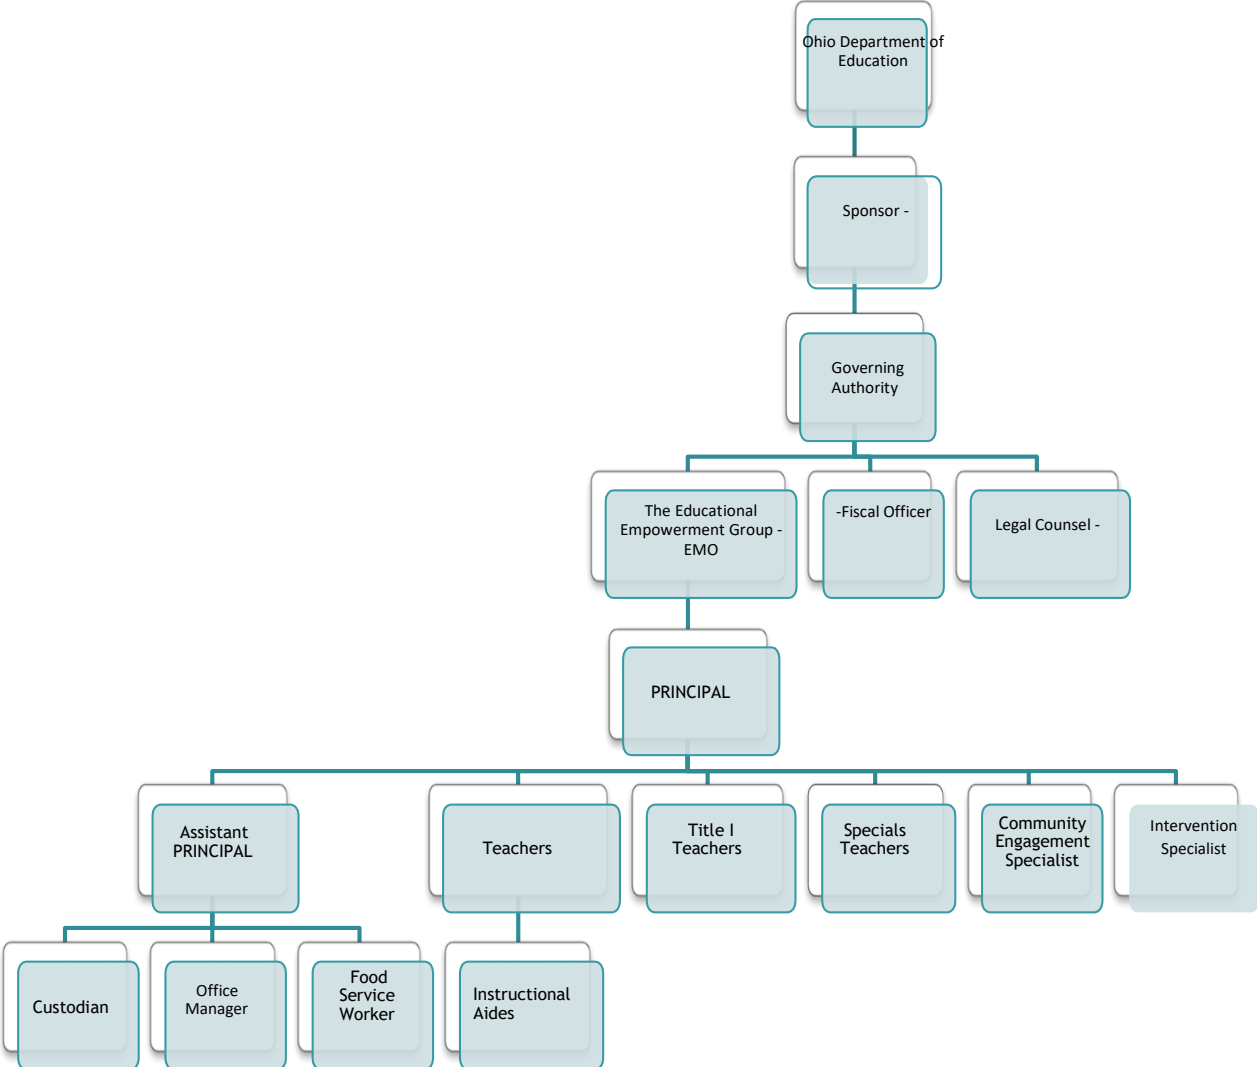 Ohio Department of
Education
Sponsor -
Governing
Authority
The Educational
Empowerment Group -
EMO
-Fiscal Officer
Legal Counsel -
PRINCIPAL
Assistant
PRINCIPAL
Teachers
Title I
Teachers
Specials
Teachers
Community
Engagement
Specialist
Intervention
Specialist
Custodian
Office
Manager
Food
Service
Worker
Instructional
Aides